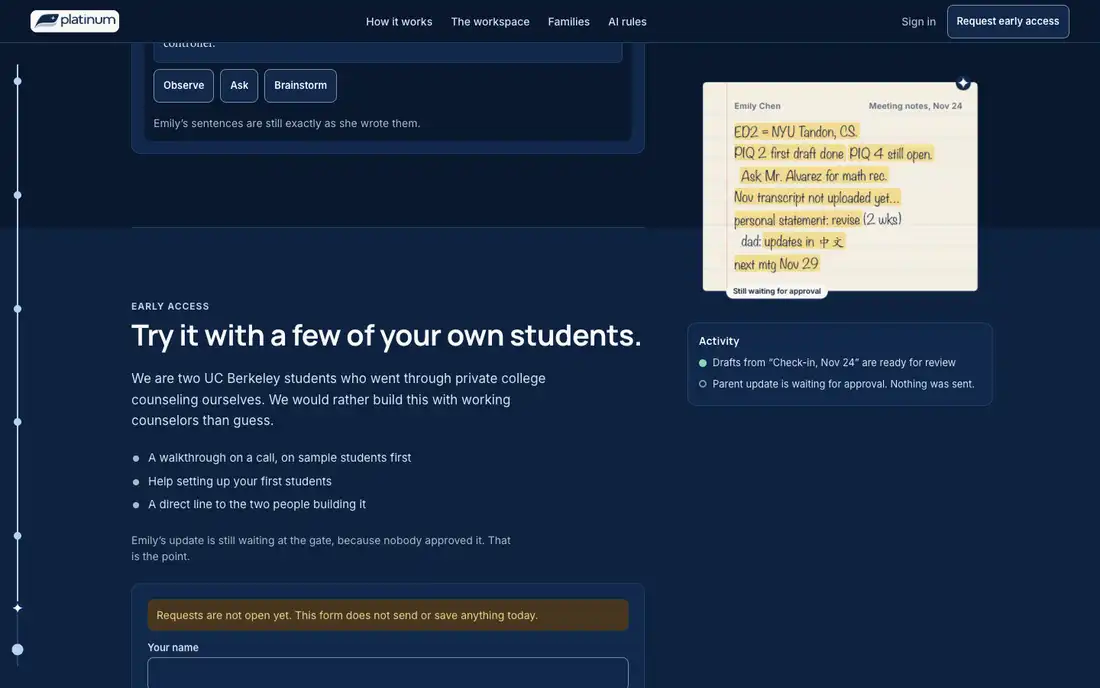 platinum
How it works
The workspace
Families
AI rules
Sign in
Request early access
controller.
Observe
Ask
Brainstorm
Emily’s sentences are still exactly as she wrote them.
Emily Chen
Meeting notes, Nov 24
ED2 = NYU Tandon, CS.
PIQ 2 first draft done PIQ 4 still open.
Ask Mr. Alvarez for math rec.
Nov transcript not uploaded yet...
personal statement: revise (2 wks)
dad: updates in 中文
next mtg Nov 29
Still waiting for approval
Activity
Drafts from “Check-in, Nov 24” are ready for review
Parent update is waiting for approval. Nothing was sent.
EARLY ACCESS
Try it with a few of your own students.
We are two UC Berkeley students who went through private college
counseling ourselves. We would rather build this with working
counselors than guess.
A walkthrough on a call, on sample students first
Help setting up your first students
A direct line to the two people building it
Emily’s update is still waiting at the gate, because nobody approved it. That
is the point.
Requests are not open yet. This form does not send or save anything today.
Your name